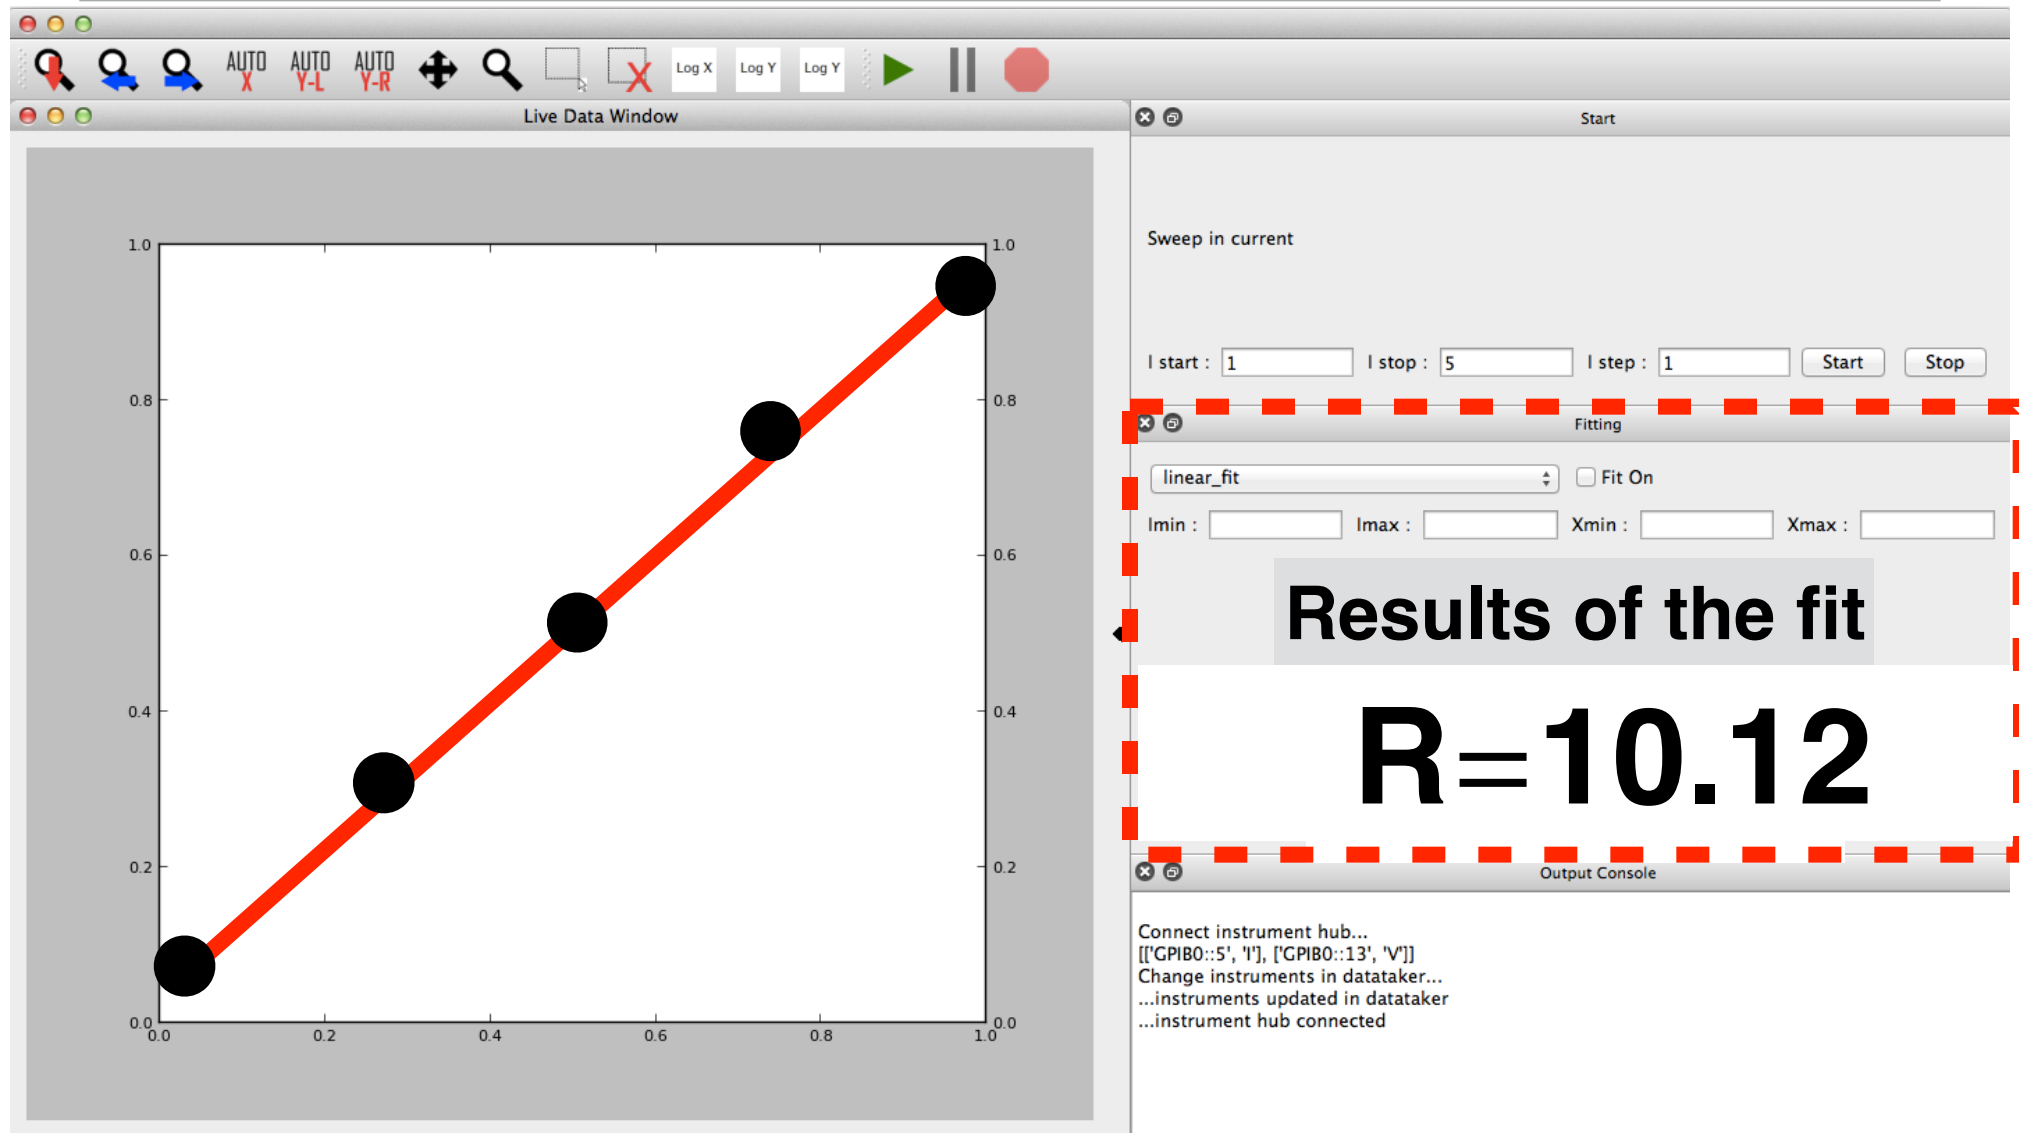 AUTO X AUTO Y-L AUTO Y-R Log X Log Y Log Y
Live Data Window
Start
1.0 1.0
Sweep in current
I start : 1 I stop : 5 I step : 1 Start Stop
0.8 0.8
Fitting
linear_fit Fit On
Imin : Imax : Xmin : Xmax :
0.6 0.6
Results of the fit
0.4 0.4
R=10.12
0.2 0.2
Output Console
Connect instrument hub...
[['GPIB0::5', 'I'], ['GPIB0::13', 'V']]
Change instruments in datataker...
...instruments updated in datataker
...instrument hub connected
0.0 0.0
0.0 0.2 0.4 0.6 0.8 1.0